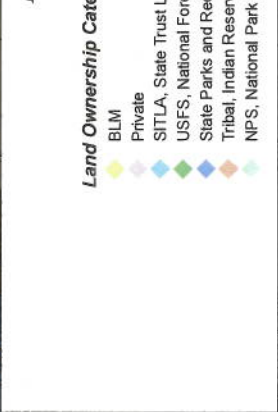 Land Ownership Cate
BLM
Private
SITLA, State Trust L
USFS, National Fore
State Parks and Rec
Tribal, Indian Reser
NPS, National Park